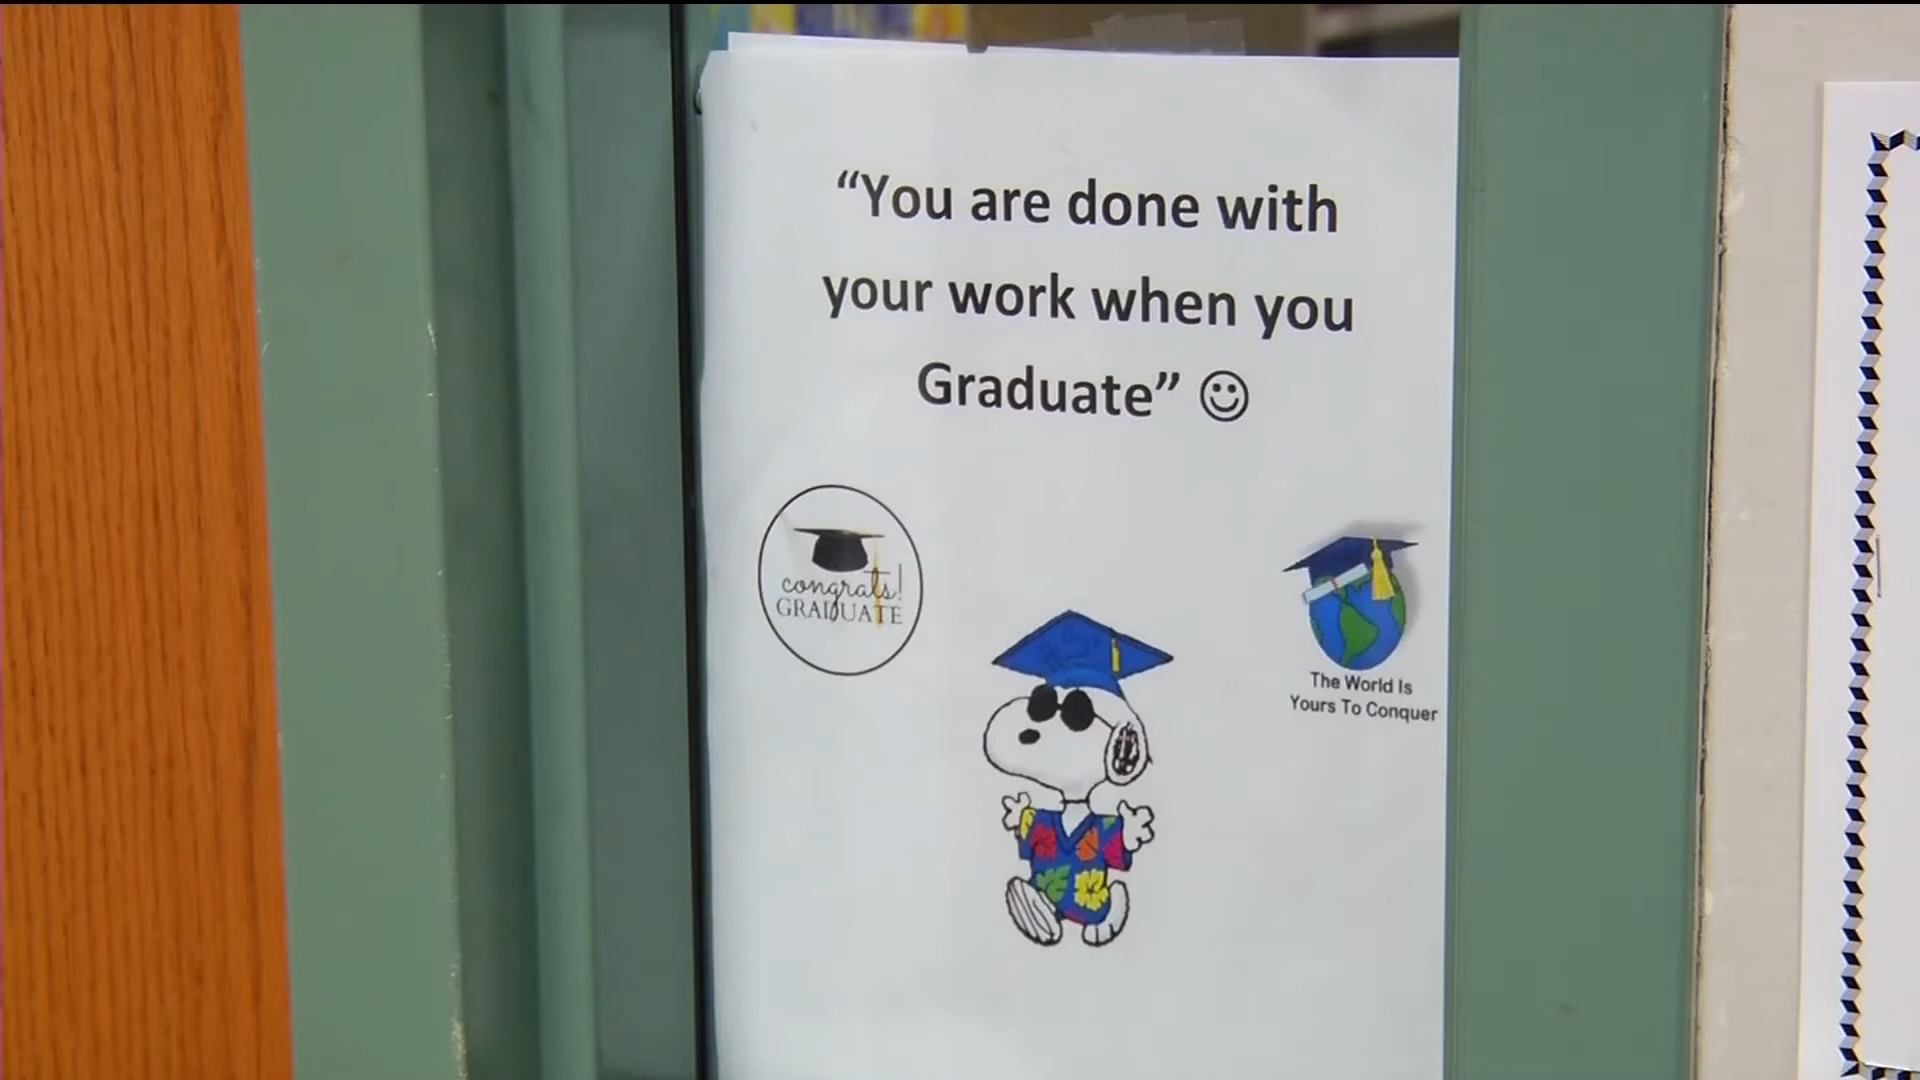 “You are done with
your work when you
Graduate” ☺
congrats!
GRADUATE
The World Is
Yours To Conquer